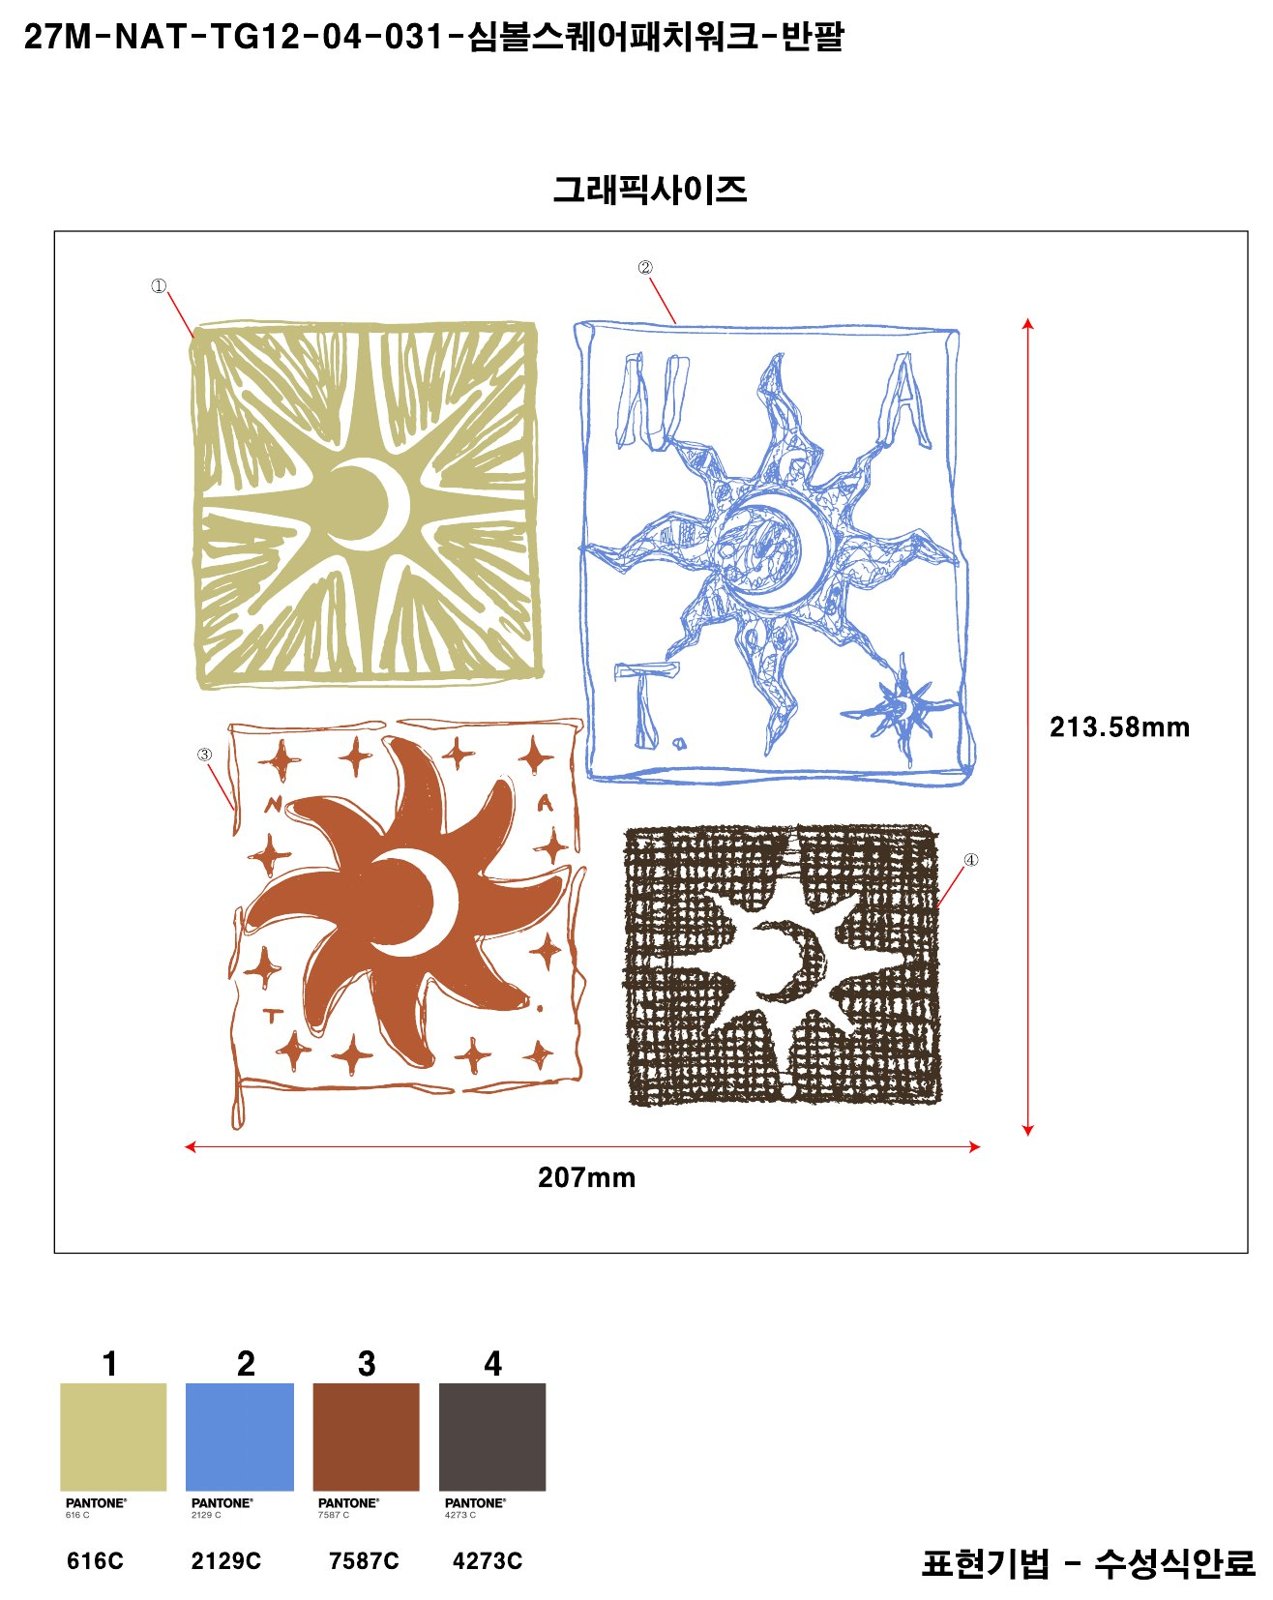 27M-NAT-TG12-04-031-심볼스퀘어패치워크-반팔
그래픽사이즈
① ②
N A
T.
213.58mm
③
N A
T .
④
207mm
1 2 3 4
PANTONE® PANTONE® PANTONE® PANTONE®
616 C 2129 C 7587 C 4273 C
616C 2129C 7587C 4273C
표현기법 - 수성식안료